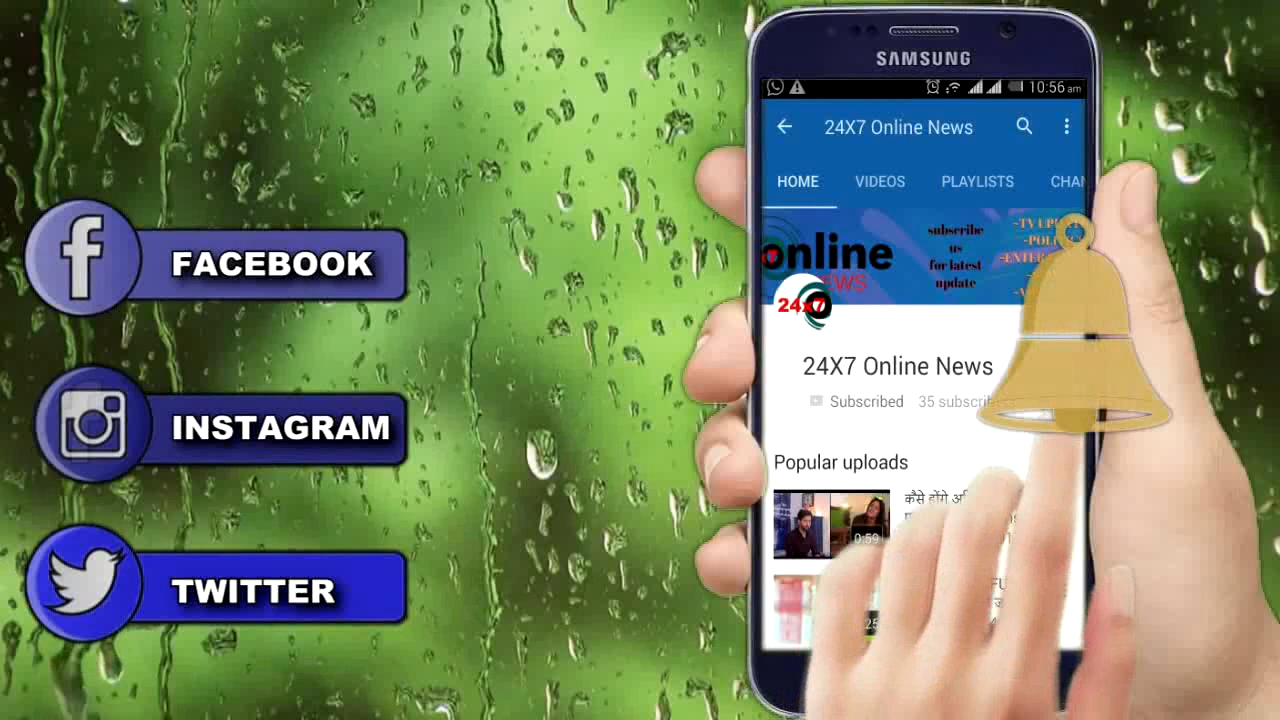 FACEBOOK
INSTAGRAM
TWITTER
SAMSUNG
10:56 am
24X7 Online News
HOME VIDEOS PLAYLISTS
online
NEWS
subscribe
us
for latest
update
24x7
24X7 Online News
Subscribed 35
Popular uploads
कैसे होंगे
0:59